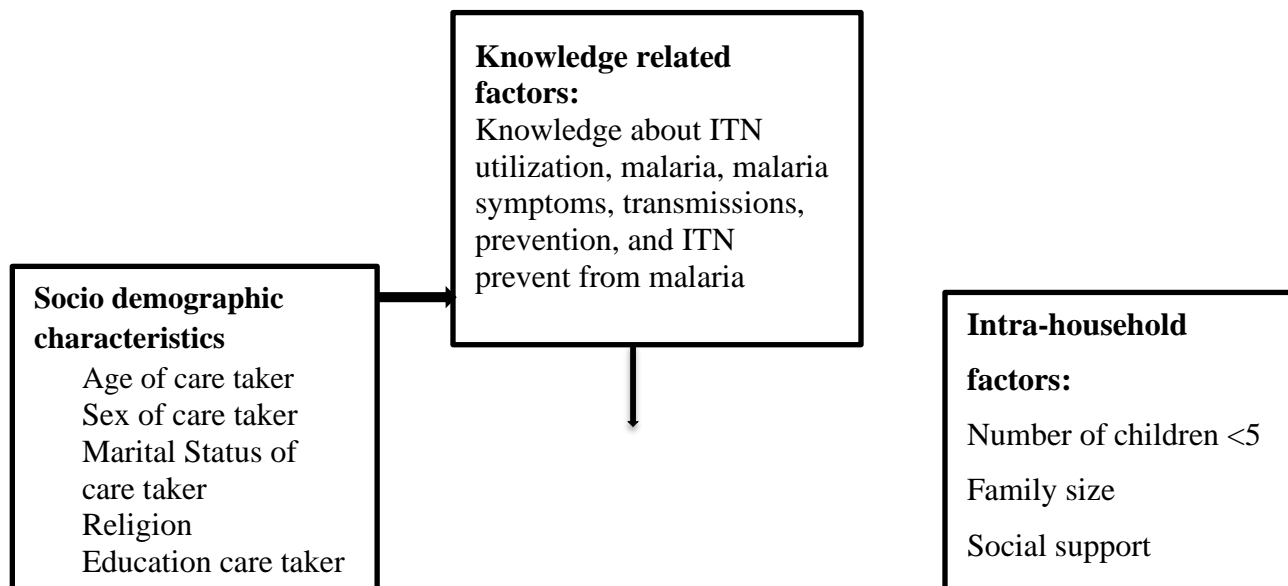 Knowledge related
factors:
Knowledge about ITN
utilization, malaria, malaria
symptoms, transmissions,
prevention, and ITN
prevent from malaria
Socio demographic
characteristics
Age of care taker
Sex of care taker
Marital Status of
care taker
Religion
Education care taker
Intra-household
factors:
Number of children <5
Family size
Social support